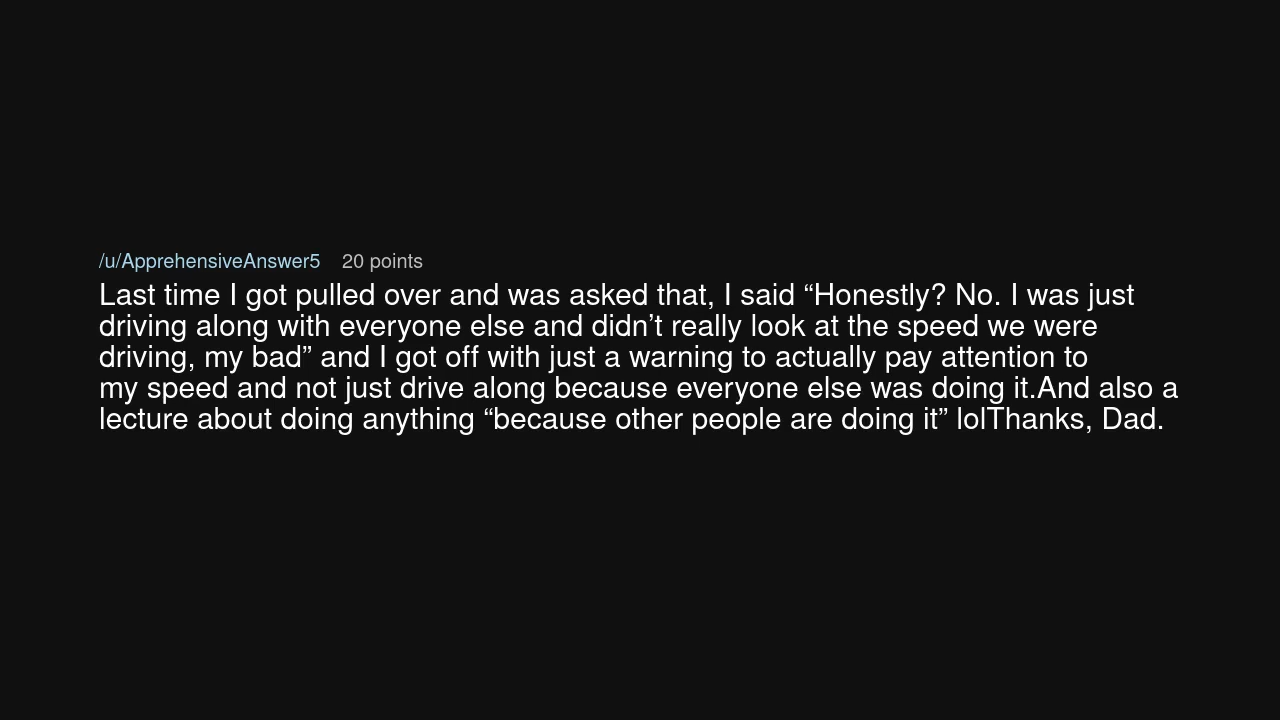 /u/ApprehensiveAnswer5 20 points
Last time I got pulled over and was asked that, I said “Honestly? No. I was just
driving along with everyone else and didn’t really look at the speed we were
driving, my bad” and I got off with just a warning to actually pay attention to
my speed and not just drive along because everyone else was doing it.And also a
lecture about doing anything “because other people are doing it” lolThanks, Dad.